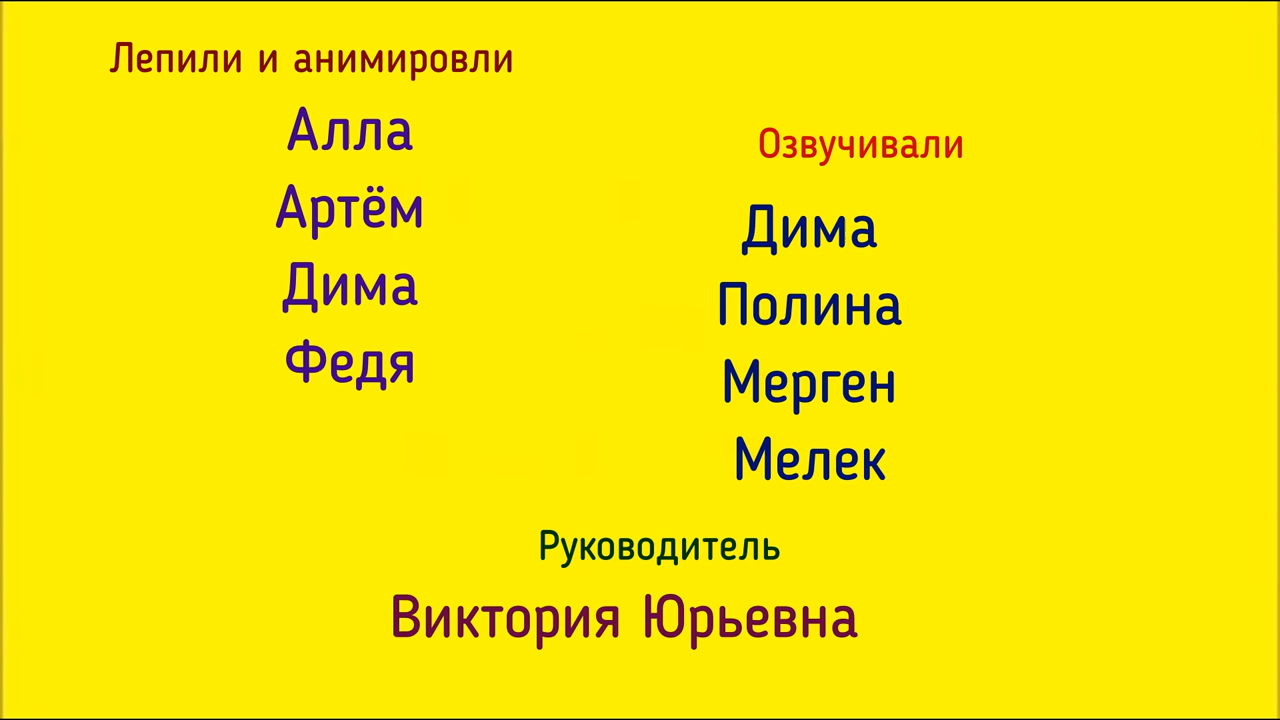 Лепили и анимировли
Алла
Артём
Дима
Федя
Озвучивали
Дима
Полина
Мерген
Мелек
Руководитель
Виктория Юрьевна